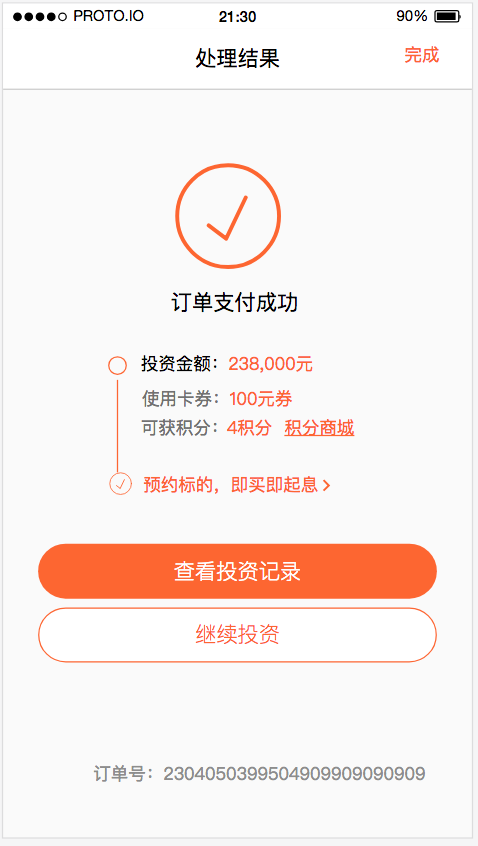 PROTO.IO 21:30 90%
处理结果 完成
订单支付成功
投资金额：238,000元
使用卡券：100元券
可获积分：4积分 积分商城
预约标的，即买即起息
查看投资记录
继续投资
订单号：2304050399504909909090909